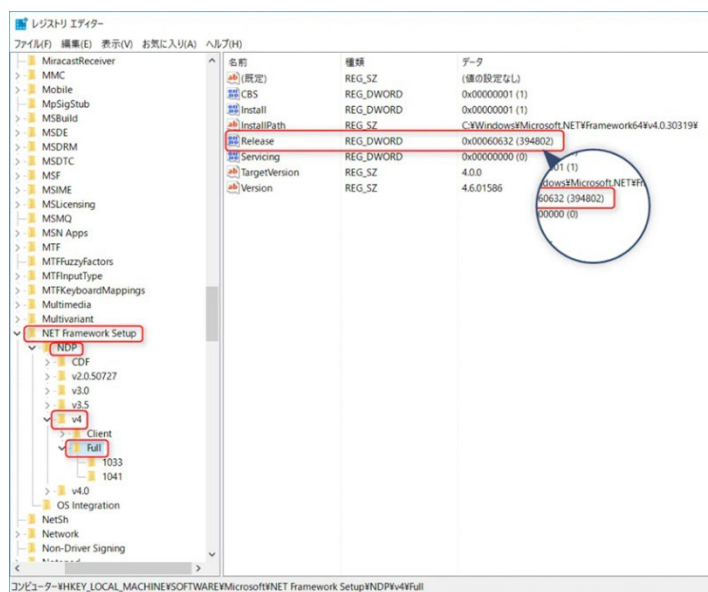 レジストリ エディター
ファイル(F) 編集(E) 表示(V) お気に入り(A) ヘルプ(H)
MiracastReceiver
MMC
Mobile
MpSigStub
MSBuild
MSDE
MSDRM
MSDTC
MSF
MSIME
MSLicensing
MSMQ
MSN Apps
MTF
MTFFuzzyFactors
MTFInputType
MTFKeyboardMappings
Multimedia
Multivariant
NET Framework Setup
NDP
CDF
v2.0.50727
v3.0
v3.5
v4
Client
Full
1033
1041
v4.0
OS Integration
NetSh
Network
Non-Driver Signing
名前 種類 データ
(既定) REG_SZ (値の設定なし)
CBS REG_DWORD 0x00000001 (1)
Install REG_DWORD 0x00000001 (1)
InstallPath REG_SZ C:¥Windows¥Microsoft.NET¥Framework64¥v4.0.30319¥
Release REG_DWORD 0x00060632 (394802)
Servicing REG_DWORD 0x00000000 (0)
TargetVersion REG_SZ 4.0.0
Version REG_SZ 4.6.01586
001 (1)
dows¥Microsoft.NET¥Fr
60632 (394802)
00000 (0)
コンピューター¥HKEY_LOCAL_MACHINE¥SOFTWARE¥Microsoft¥NET Framework Setup¥NDP¥v4¥Full